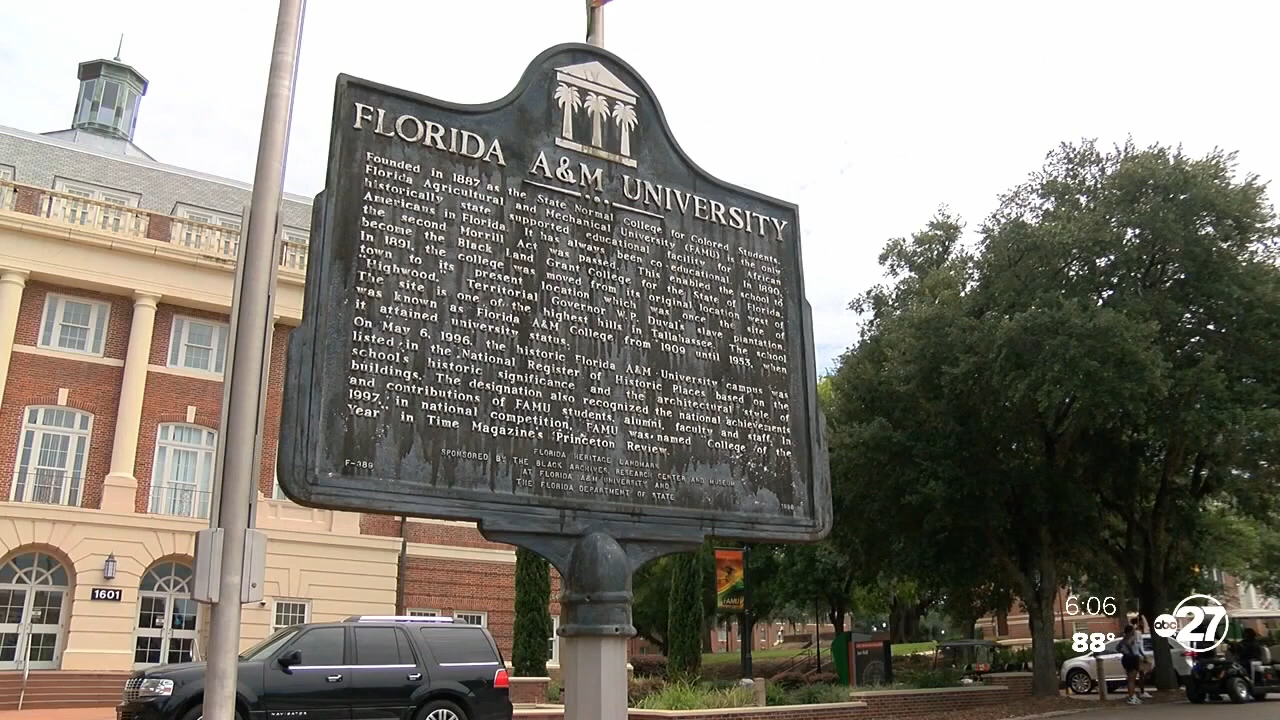 FLORIDA A&M UNIVERSITY
Founded in 1887 as the State Normal College for Colored Students,
Florida Agricultural and Mechanical University (FAMU) is the only
historically state supported educational facility for African
Americans in Florida. It has always been co-educational. In 1890,
the second Morrill Act was passed. This enabled the school to
become the Black Land Grant College for the State of Florida.
In 1891, the college was moved from its original location west of
town to its present location which was once the site of
Highwood, Territorial Governor W.P. Duval's slave plantation.
The site is one of the highest hills in Tallahassee. The school
was known as Florida A&M College from 1909 until 1953, when
it attained university status.
On May 6, 1996, the historic Florida A&M University campus was
listed in the National Register of Historic Places based on the
school's historic significance and the architectural style of
buildings. The designation also recognized the national achievements
and contributions of FAMU students, alumni, faculty and staff. In
1997, in national competition, FAMU was named "College of the
Year" in Time Magazine's Princeton Review.
FLORIDA HERITAGE LANDMARK
SPONSORED BY THE BLACK ARCHIVES, RESEARCH CENTER AND MUSEUM
AT FLORIDA A&M UNIVERSITY AND
THE FLORIDA DEPARTMENT OF STATE
F-389
1998
1601
NAVIGATOR
FAMU
6:06
88°
abc 27